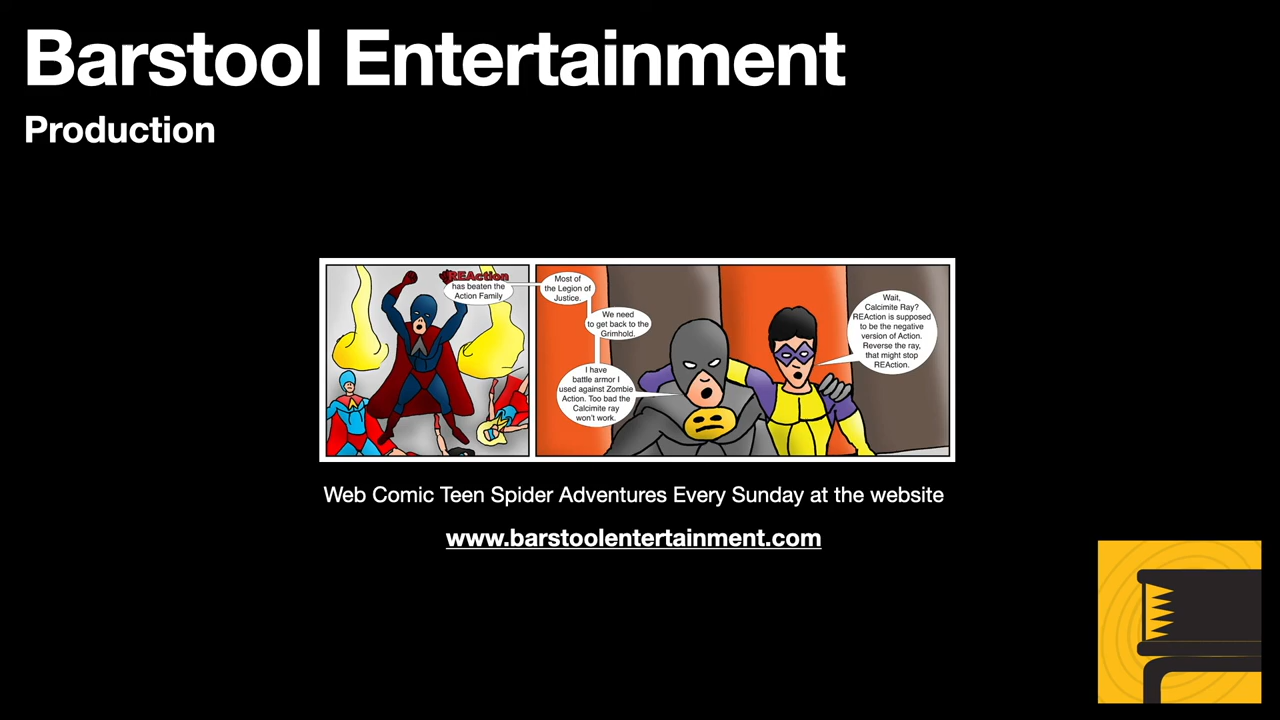 Barstool Entertainment
Production
REAction
has beaten the
Action Family
Most of
the Legion of
Justice.
We need
to get back to the
Grimhold.
I have
battle armor I
used against Zombie
Action. Too bad the
Calcimite ray
won't work.
Wait,
Calcimite Ray?
REAction is supposed
to be the negative
version of Action.
Reverse the ray,
that might stop
REAction.
Web Comic Teen Spider Adventures Every Sunday at the website
www.barstoolentertainment.com